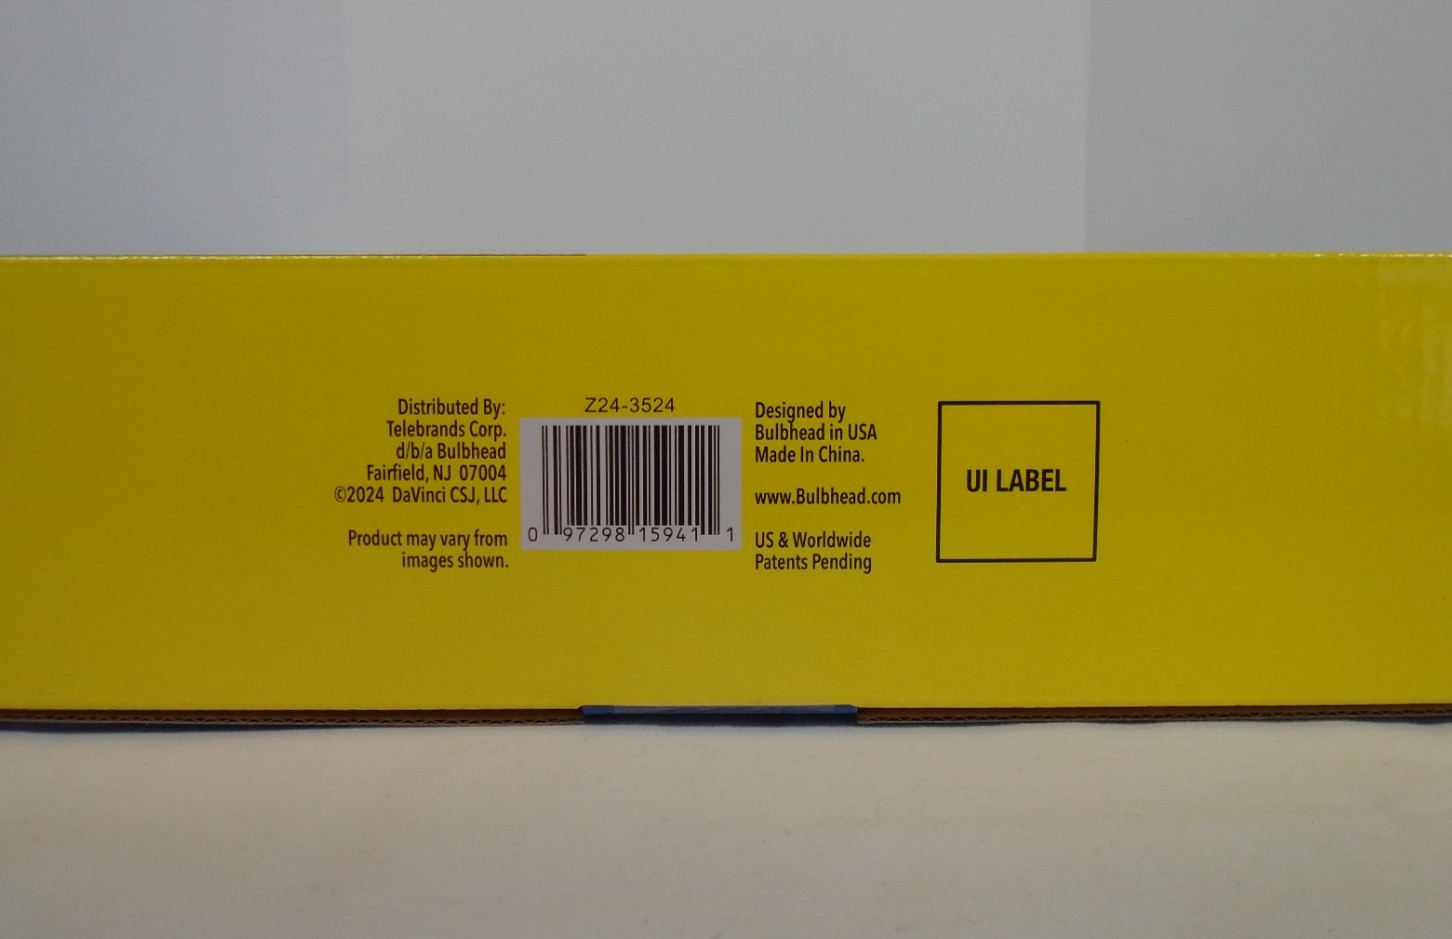 Distributed By:
Telebrands Corp.
d/b/a Bulbhead
Fairfield, NJ 07004
©2024 DaVinci CSJ, LLC
Product may vary from
images shown.
Z24-3524
0 97298 15941 1
Designed by
Bulbhead in USA
Made In China.
www.Bulbhead.com
US & Worldwide
Patents Pending
UI LABEL